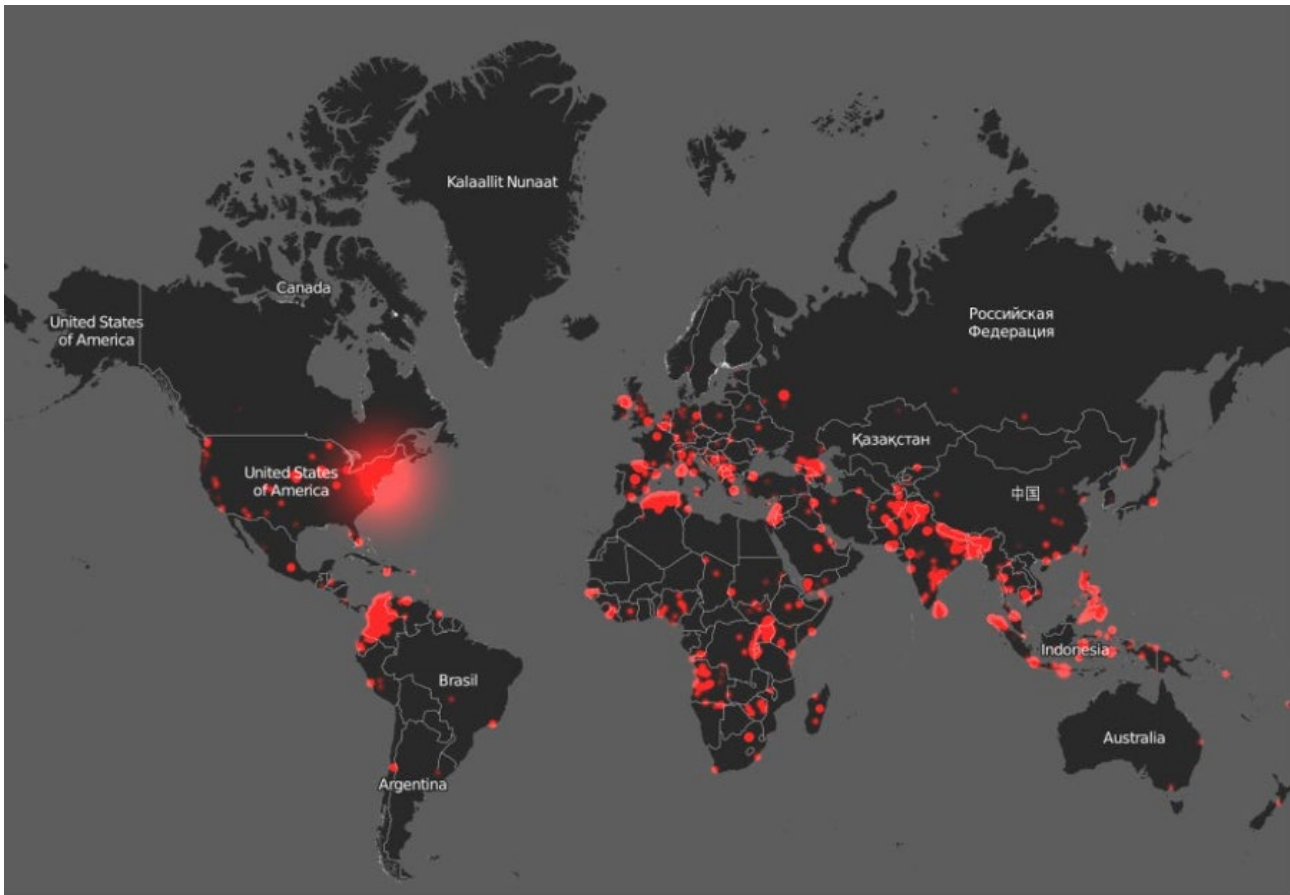 Kalaallit Nunaat
Canada
United States
of America
Российская
Федерация
Қазақстан
United States
of America
中国
Indonesia
Brasil
Australia
Argentina